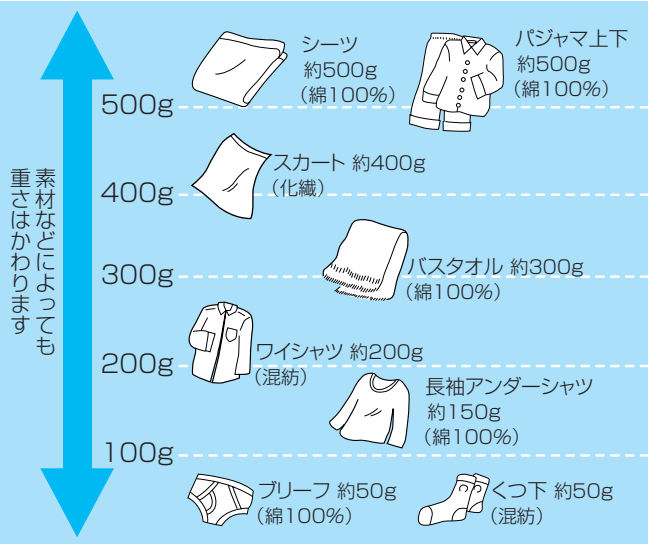 シーツ
約500g
（綿100%）
パジャマ上下
約500g
（綿100%）
500g
スカート 約400g
（化繊）
400g
バスタオル 約300g
（綿100%）
300g
ワイシャツ 約200g
（混紡）
200g
長袖アンダーシャツ
約150g
（綿100%）
100g
ブリーフ 約50g
（綿100%）
くつ下 約50g
（混紡）
素材などによっても
重さはかわります